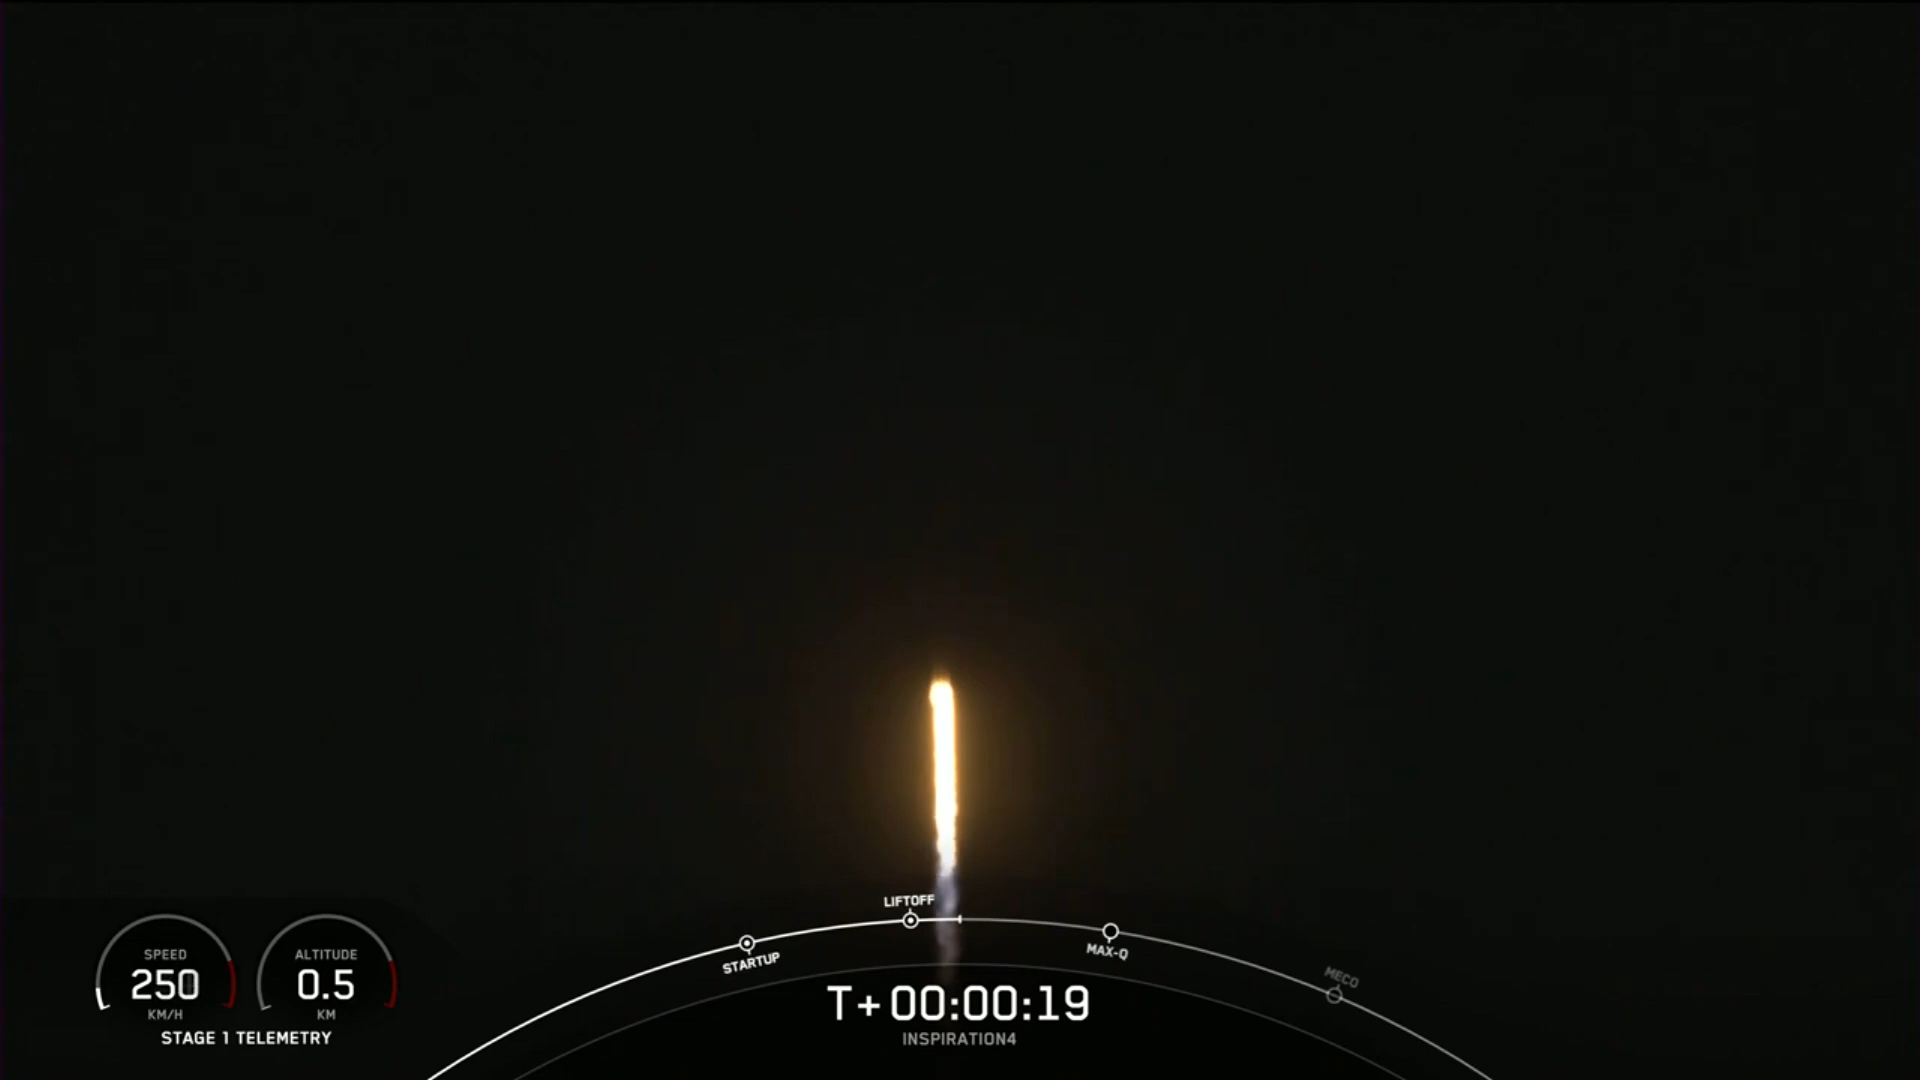 LIFTOFF
STARTUP
MAX-Q
MECO
SPEED
250
KM/H
ALTITUDE
0.5
KM
STAGE 1 TELEMETRY
T+00:00:19
INSPIRATION4